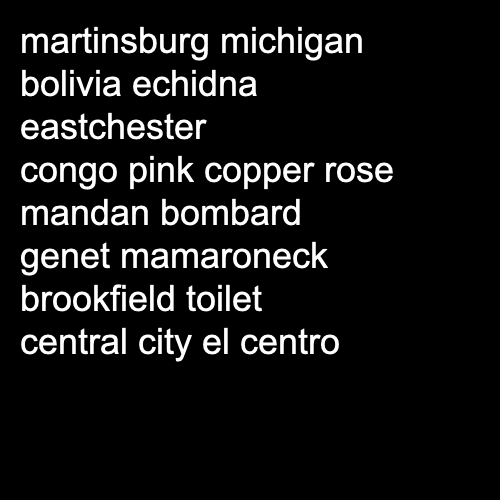 martinsburg michigan
bolivia echidna
eastchester
congo pink copper rose
mandan bombard
genet mamaroneck
brookfield toilet
central city el centro